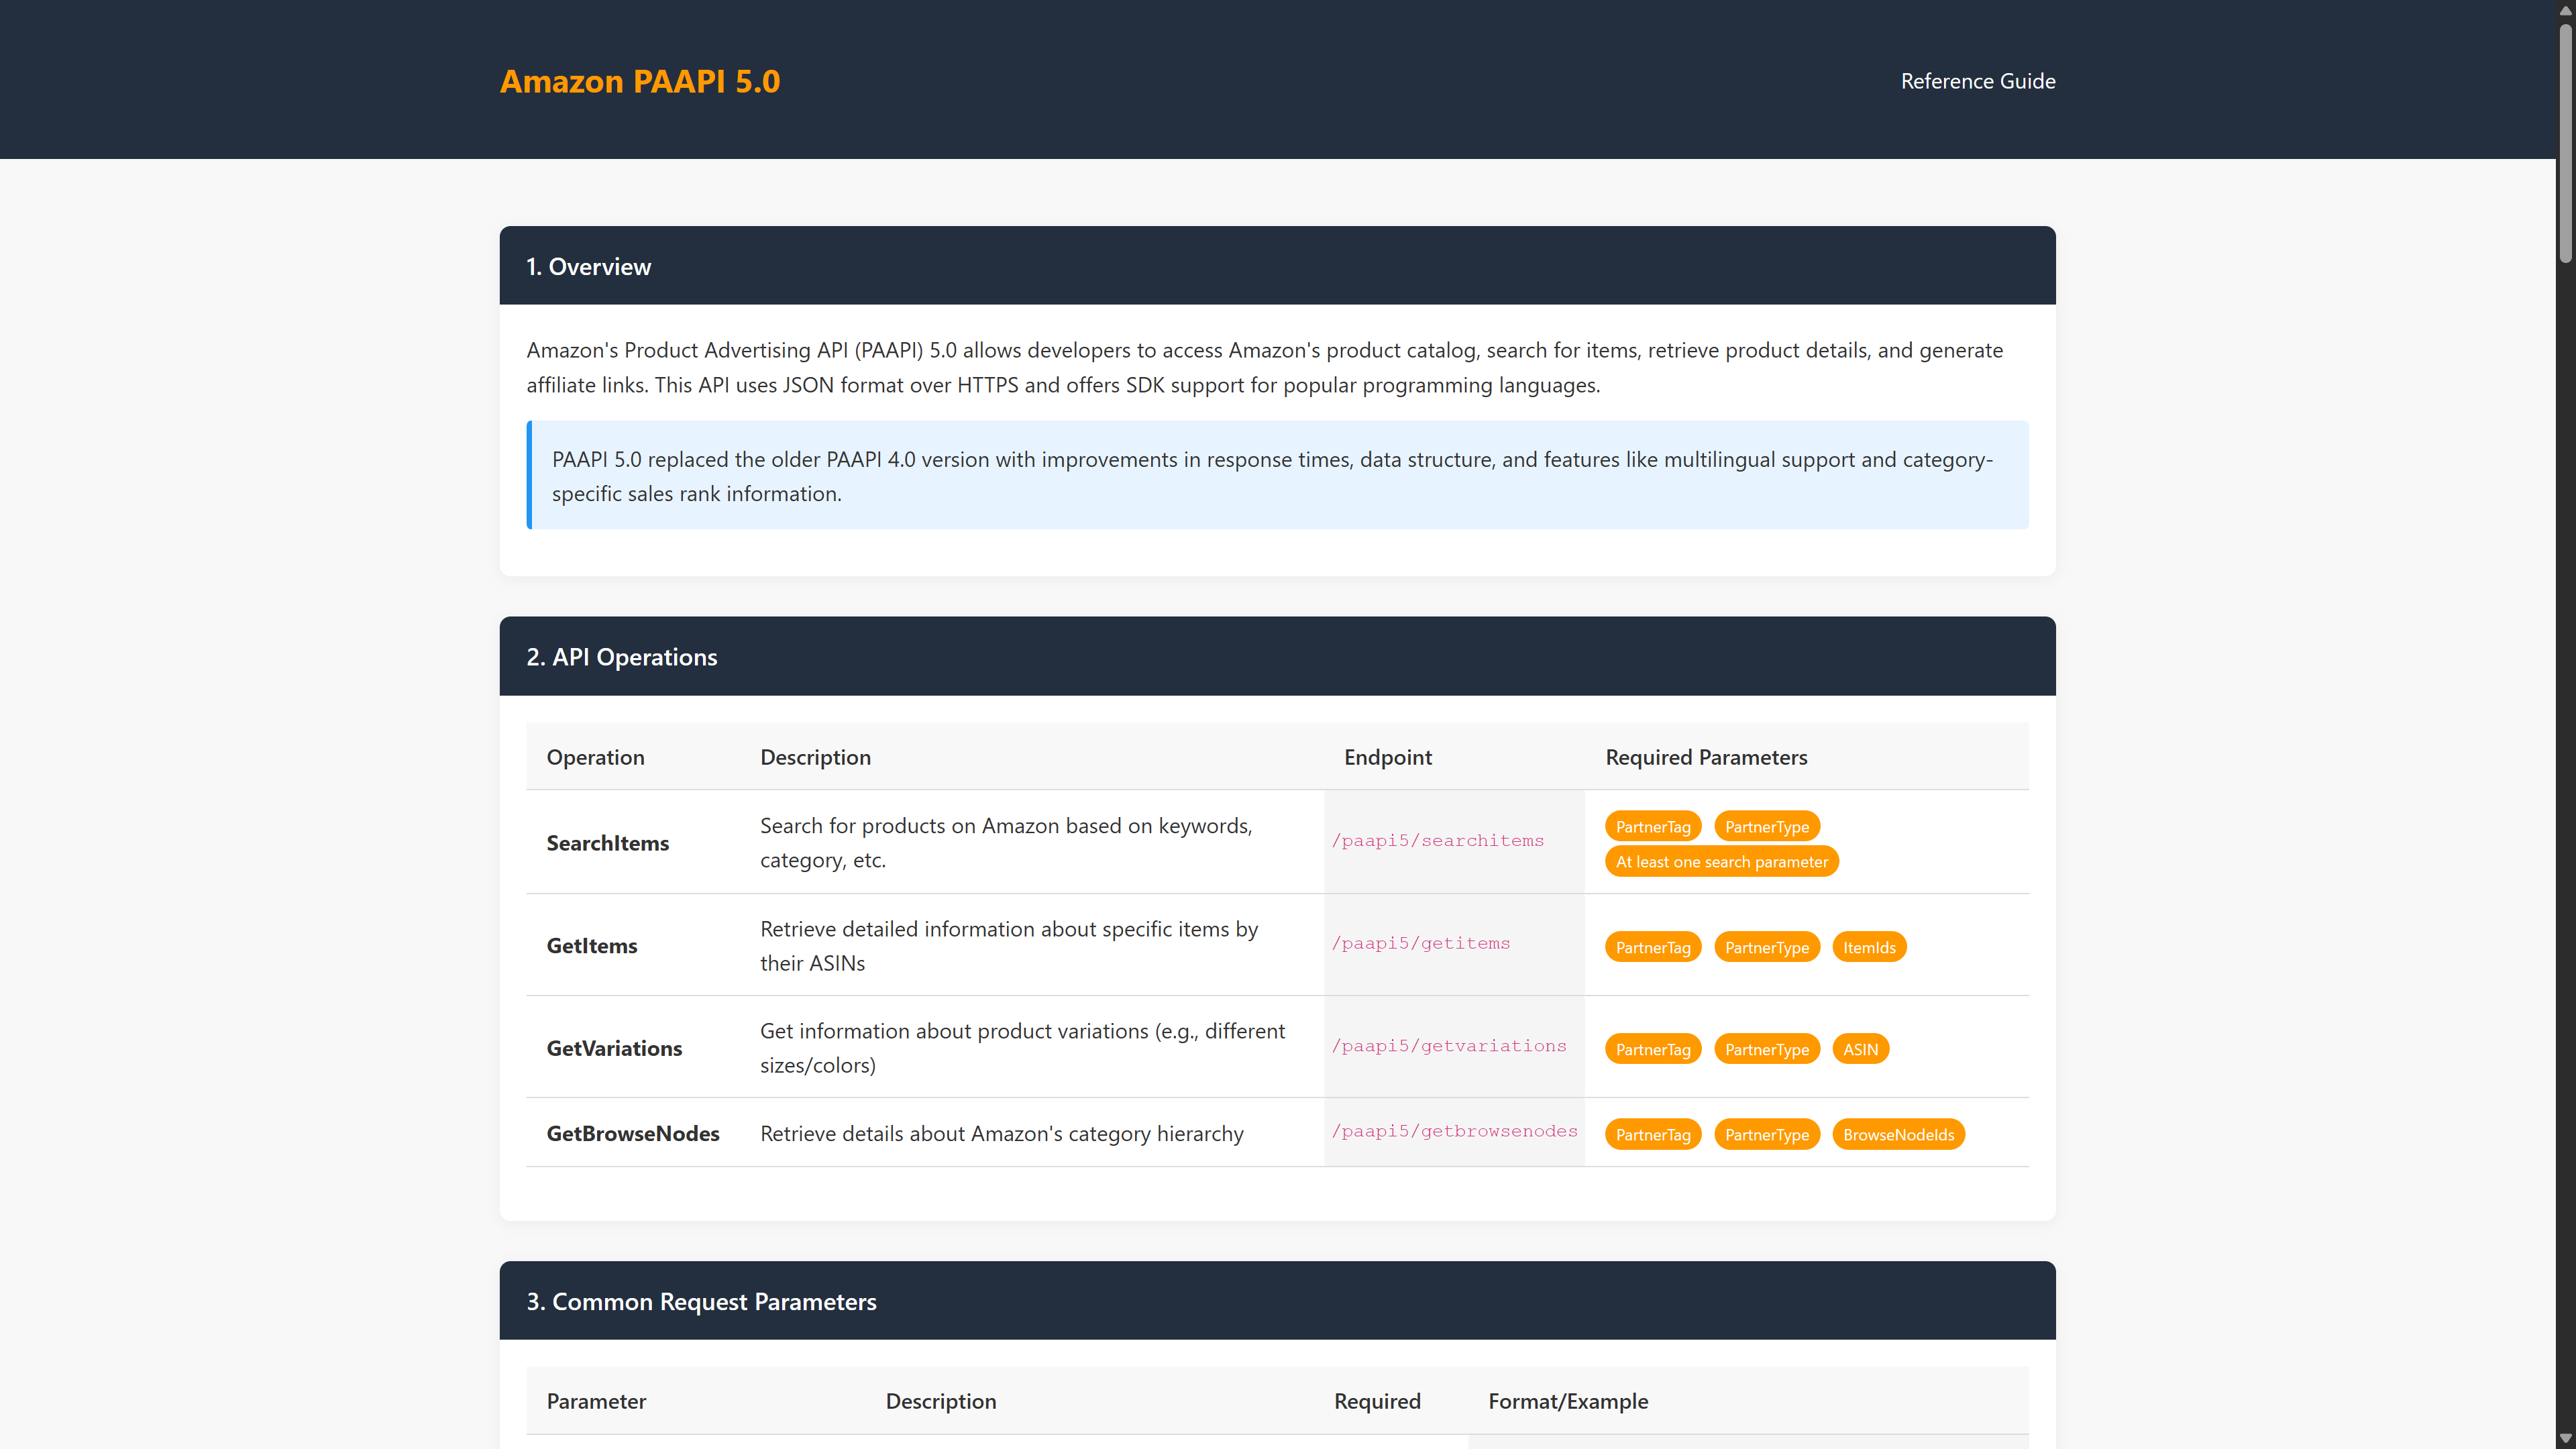 Amazon PAAPI 5.0
Reference Guide
1. Overview
Amazon's Product Advertising API (PAAPI) 5.0 allows developers to access Amazon's product catalog, search for items, retrieve product details, and generate
affiliate links. This API uses JSON format over HTTPS and offers SDK support for popular programming languages.
PAAPI 5.0 replaced the older PAAPI 4.0 version with improvements in response times, data structure, and features like multilingual support and category-
specific sales rank information.
2. API Operations
Operation Description Endpoint Required Parameters
SearchItems
Search for products on Amazon based on keywords,
category, etc.
/paapi5/searchitems
PartnerTag PartnerType
At least one search parameter
GetItems
Retrieve detailed information about specific items by
their ASINs
/paapi5/getitems
PartnerTag PartnerType ItemIds
GetVariations
Get information about product variations (e.g., different
sizes/colors)
/paapi5/getvariations
PartnerTag PartnerType ASIN
GetBrowseNodes
Retrieve details about Amazon's category hierarchy
/paapi5/getbrowsenodes
PartnerTag PartnerType BrowseNodeIds
3. Common Request Parameters
Parameter Description Required Format/Example